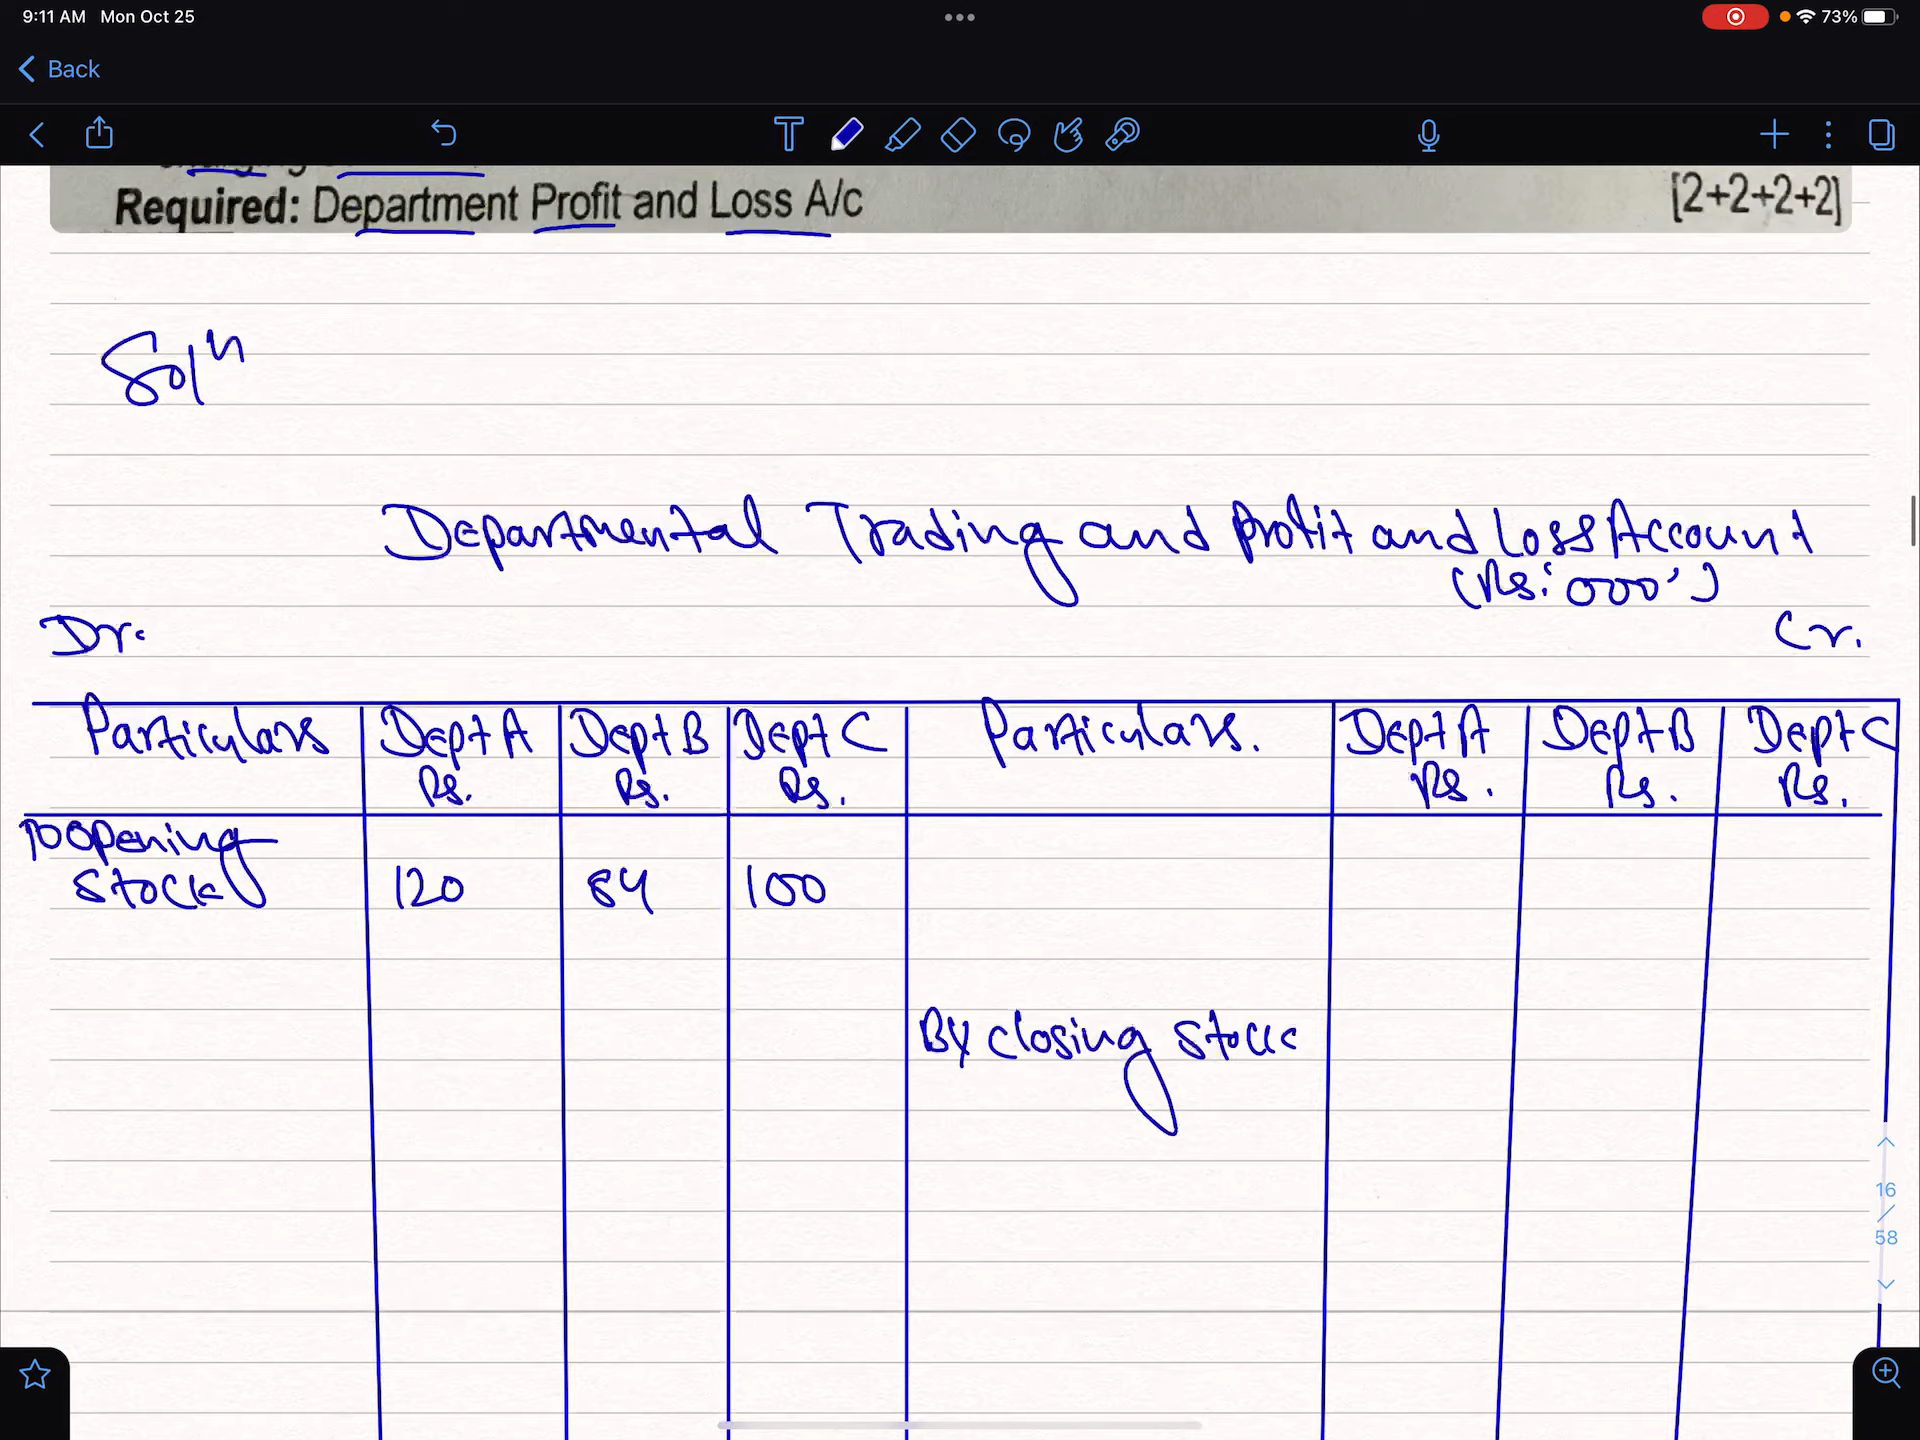 9:11 AM Mon Oct 25
73%
Back
Required: Department Profit and Loss A/c [2+2+2+2]
Solⁿ
Departmental Trading and Profit and Loss Account
(Rs. '000')
Dr. Cr.
Particulars Dept A Dept B Dept C Particulars. Dept A Dept B Dept C
Rs. Rs. Rs. Rs. Rs. Rs.
To Opening
stock 120 84 100
By closing stock
16
/
58